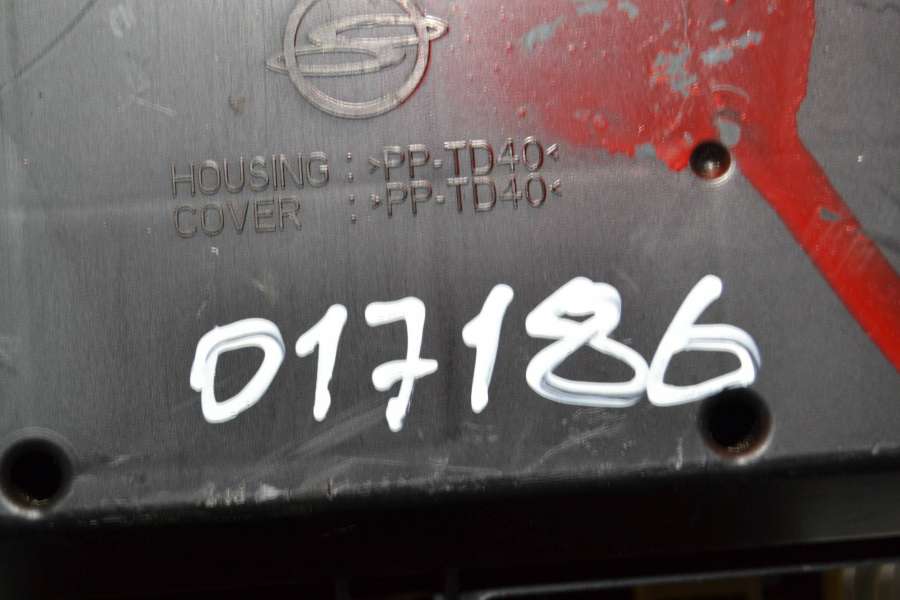 HOUSING : >PP-TD40<
COVER : >PP-TD40<
017186